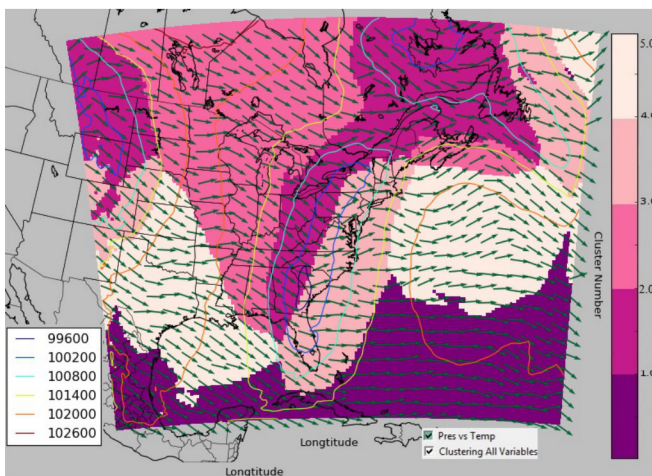 5.0
4.0
3.0
2.0
1.0
Cluster Number
99600
100200
100800
101400
102000
102600
Longtitude
Pres vs Temp
Clustering All Variables
Longtitude